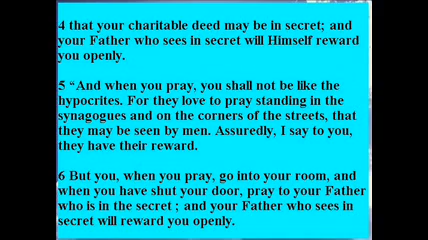 4 that your charitable deed may be in secret; and
your Father who sees in secret will Himself reward
you openly.
5 “And when you pray, you shall not be like the
hypocrites. For they love to pray standing in the
synagogues and on the corners of the streets, that
they may be seen by men. Assuredly, I say to you,
they have their reward.
6 But you, when you pray, go into your room, and
when you have shut your door, pray to your Father
who is in the secret ; and your Father who sees in
secret will reward you openly.